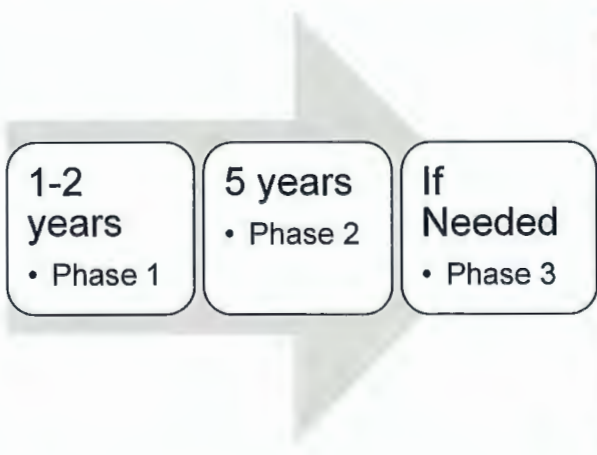 1-2
years
• Phase 1
5 years
• Phase 2
If
Needed
• Phase 3